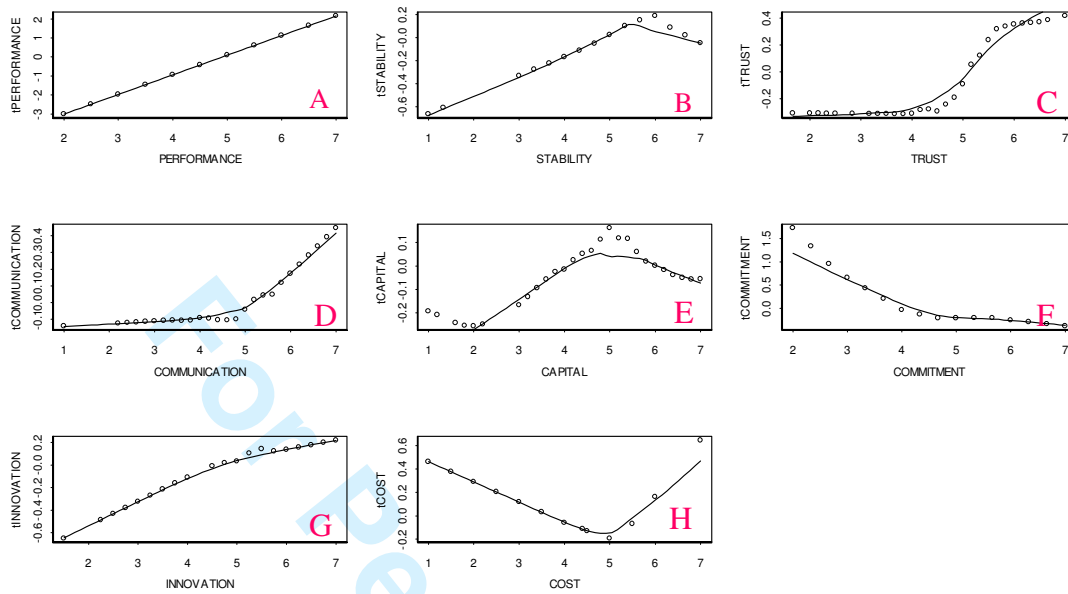 tPERFORMANCE
-3 -2 -1 0 1 2
A
2 3 4 5 6 7
PERFORMANCE
tSTABILITY
-0.6 -0.2 -0.0 0.2
B
1 2 3 4 5 6 7
STABILITY
tTRUST
-0.2 0.0 0.2 0.4
C
2 3 4 5 6 7
TRUST
tCOMMUNICATION
-0.10.00.10.20.30.4
D
1 2 3 4 5 6 7
COMMUNICATION
tCAPITAL
-0.2 -0.1 0.0 0.1
E
1 2 3 4 5 6 7
CAPITAL
tCOMMITMENT
0.0 0.5 1.0 1.5
F
2 3 4 5 6 7
COMMITMENT
tINNOVATION
-0.6 -0.4 -0.2 -0.0 0.2
G
2 3 4 5 6 7
INNOVATION
tCOST
-0.2 0.0 0.2 0.4 0.6
H
1 2 3 4 5 6 7
COST
For Pe